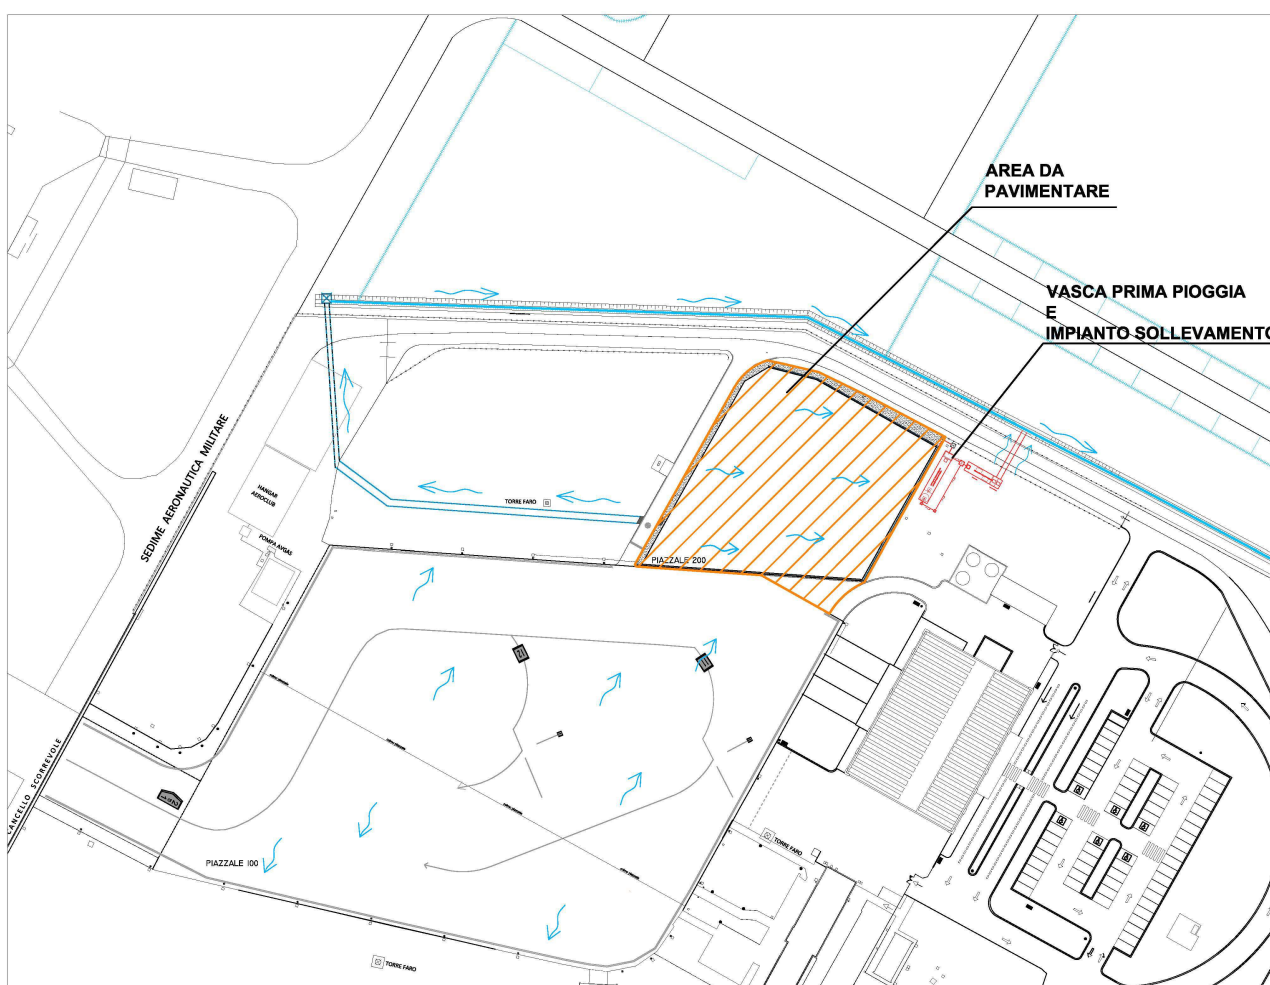 AREA DA
PAVIMENTARE
VASCA PRIMA PIOGGIA
E
IMPIANTO SOLLEVAMENTO
SEDIME AERONAUTICA MILITARE
HANGAR
AEROCLUB
TORRE FARO
POMPA AVGAS
PIAZZALE 200
CANCELLO SCORREVOLE
PIAZZALE 100
TORRE FARO
TORRE FARO